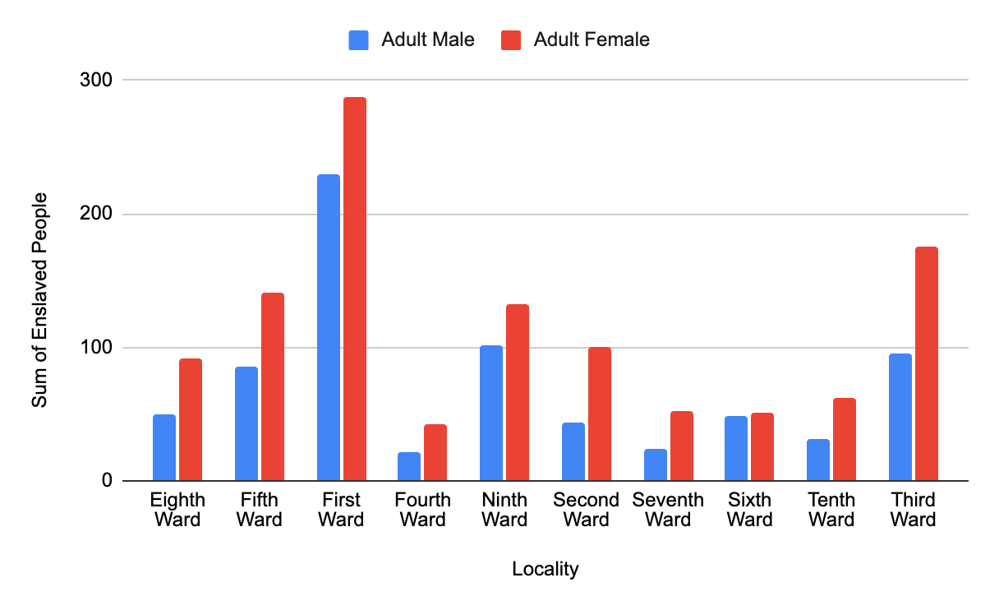 Adult Male Adult Female
300
200
100
0
Sum of Enslaved People
Eighth Ward
Fifth Ward
First Ward
Fourth Ward
Ninth Ward
Second Ward
Seventh Ward
Sixth Ward
Tenth Ward
Third Ward
Locality